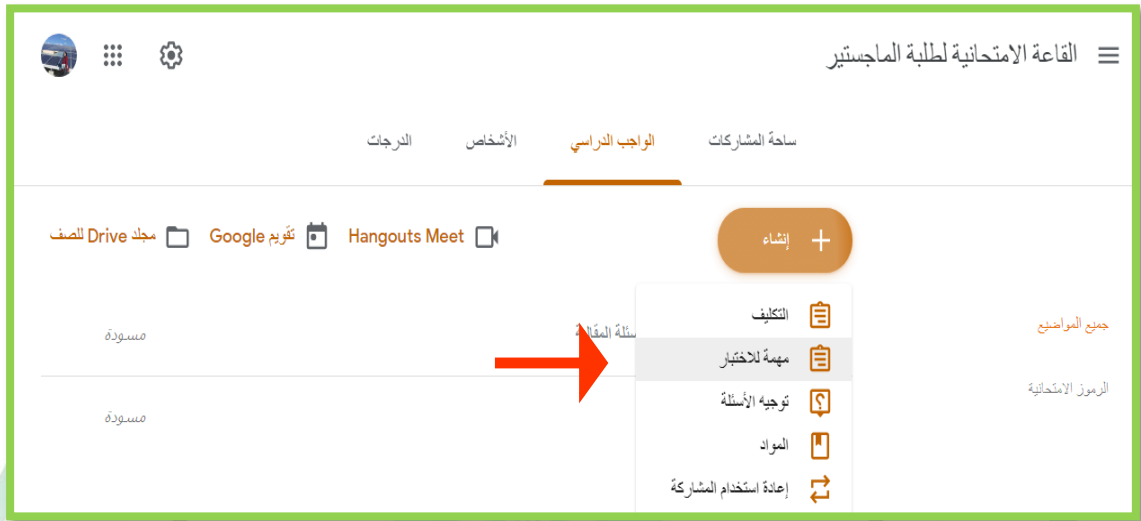 القاعة الامتحانية لطلبة الماجستير
ساحة المشاركات الواجب الدراسي الأشخاص الدرجات
إنشاء Hangouts Meet تقويم Google مجلد Drive للصف
التكليف
جميع المواضيع
مسودة
مهمة للاختبار
الرموز الامتحانية
توجيه الأسئلة
مسودة
المواد
إعادة استخدام المشاركة